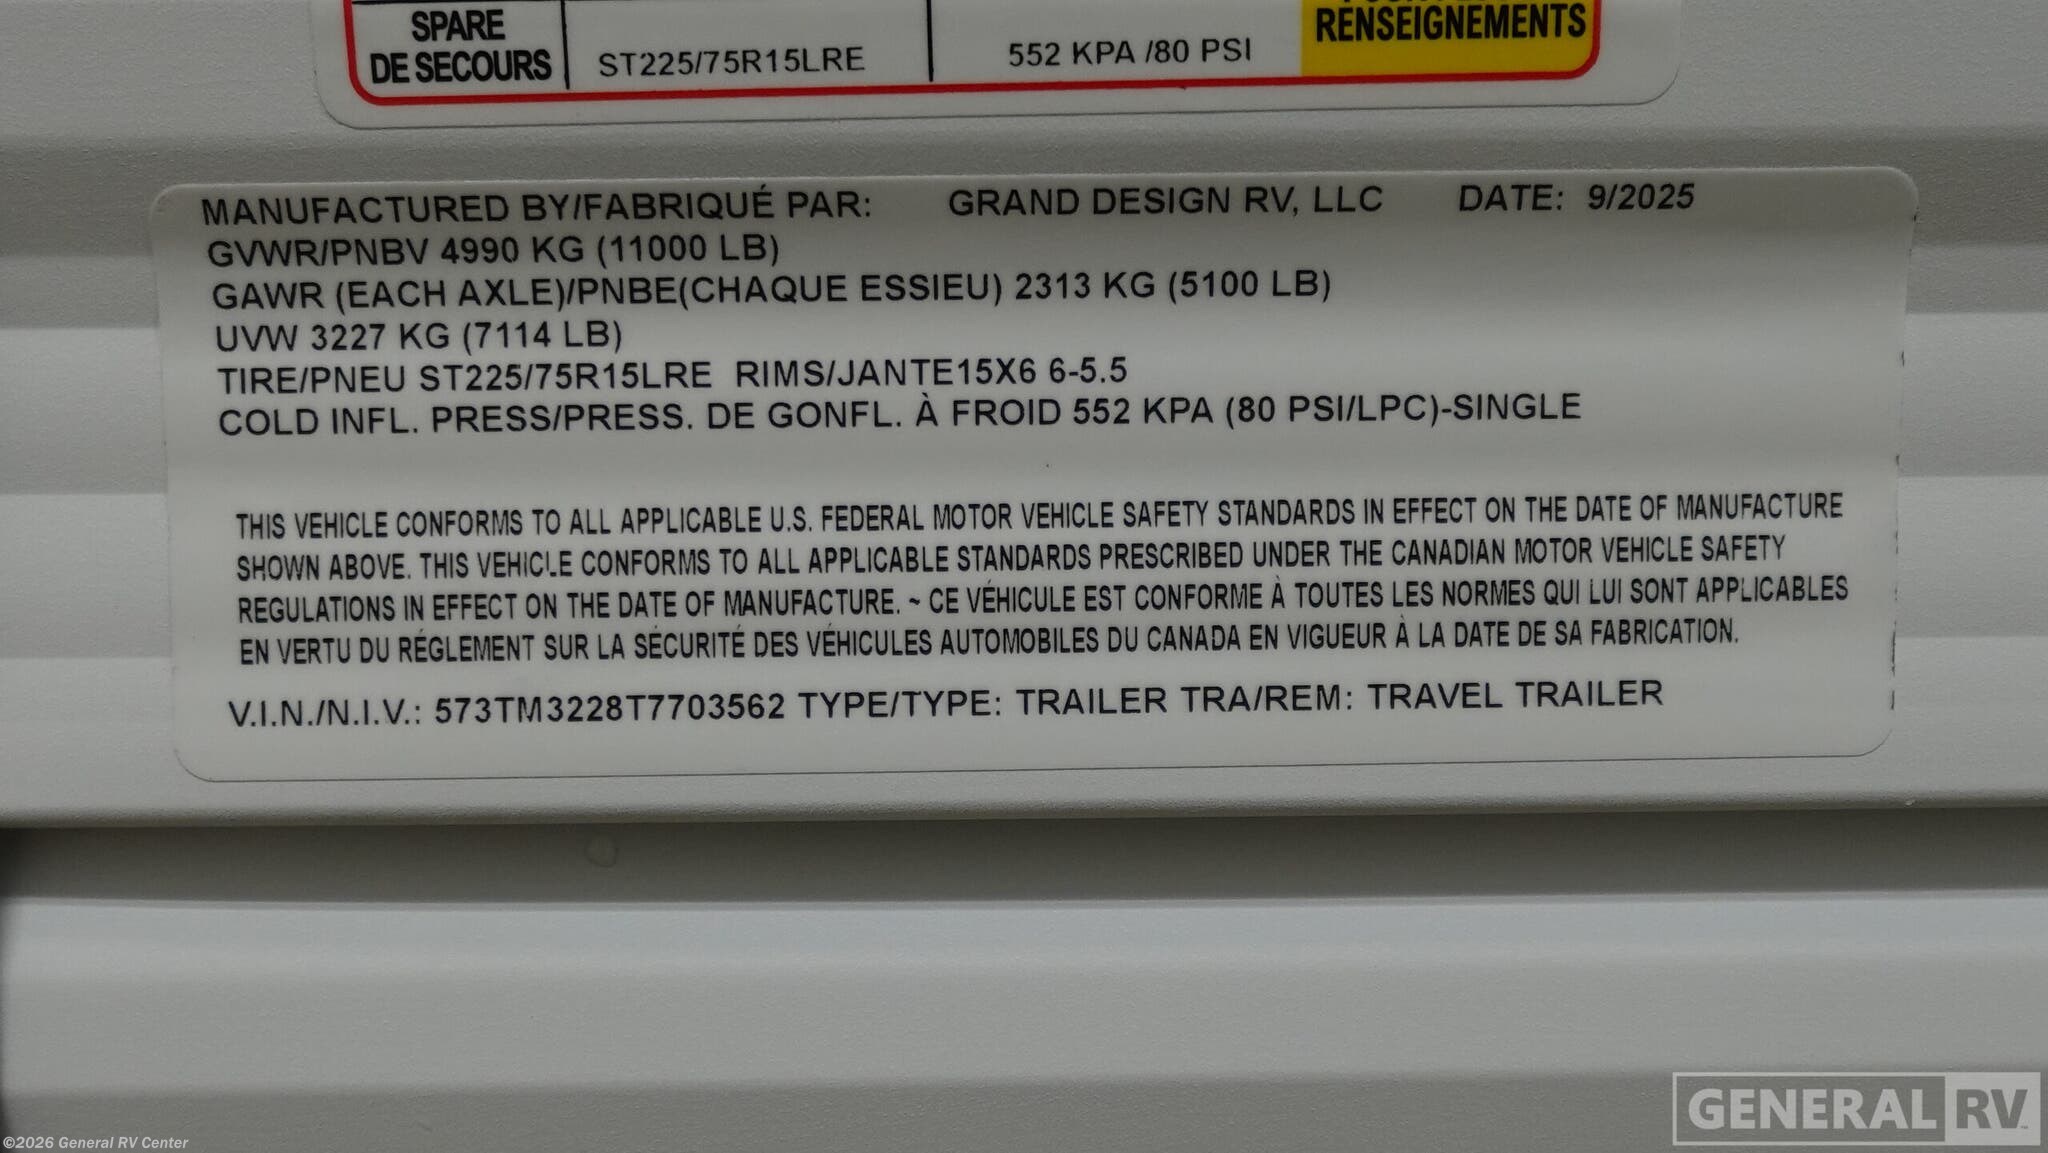 SPARE
DE SECOURS
ST225/75R15LRE
552 KPA /80 PSI
RENSEIGNEMENTS
MANUFACTURED BY/FABRIQUÉ PAR: GRAND DESIGN RV, LLC DATE: 9/2025
GVWR/PNBV 4990 KG (11000 LB)
GAWR (EACH AXLE)/PNBE(CHAQUE ESSIEU) 2313 KG (5100 LB)
UVW 3227 KG (7114 LB)
TIRE/PNEU ST225/75R15LRE RIMS/JANTE15X6 6-5.5
COLD INFL. PRESS/PRESS. DE GONFL. À FROID 552 KPA (80 PSI/LPC)-SINGLE
THIS VEHICLE CONFORMS TO ALL APPLICABLE U.S. FEDERAL MOTOR VEHICLE SAFETY STANDARDS IN EFFECT ON THE DATE OF MANUFACTURE
SHOWN ABOVE. THIS VEHICLE CONFORMS TO ALL APPLICABLE STANDARDS PRESCRIBED UNDER THE CANADIAN MOTOR VEHICLE SAFETY
REGULATIONS IN EFFECT ON THE DATE OF MANUFACTURE. ~ CE VÉHICULE EST CONFORME À TOUTES LES NORMES QUI LUI SONT APPLICABLES
EN VERTU DU RÉGLEMENT SUR LA SÉCURITÉ DES VÉHICULES AUTOMOBILES DU CANADA EN VIGUEUR À LA DATE DE SA FABRICATION.
V.I.N./N.I.V.: 573TM3228T7703562 TYPE/TYPE: TRAILER TRA/REM: TRAVEL TRAILER
GENERAL RV
©2026 General RV Center